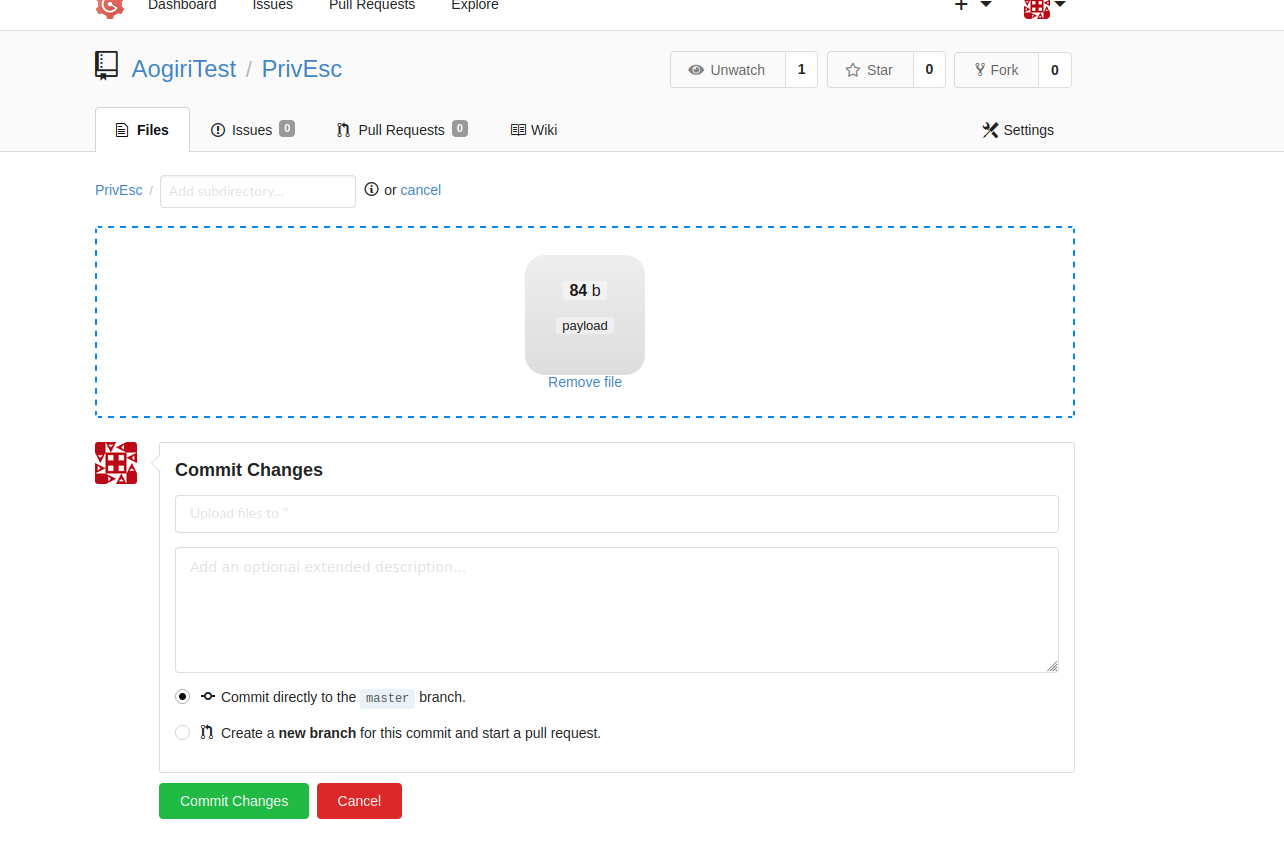 Dashboard Issues Pull Requests Explore +
AogiriTest / PrivEsc Unwatch 1 Star 0 Fork 0
Files Issues 0 Pull Requests 0 Wiki Settings
PrivEsc / Add subdirectory... or cancel
84 b
payload
Remove file
Commit Changes
Upload files to ''
Add an optional extended description...
Commit directly to the master branch.
Create a new branch for this commit and start a pull request.
Commit Changes Cancel